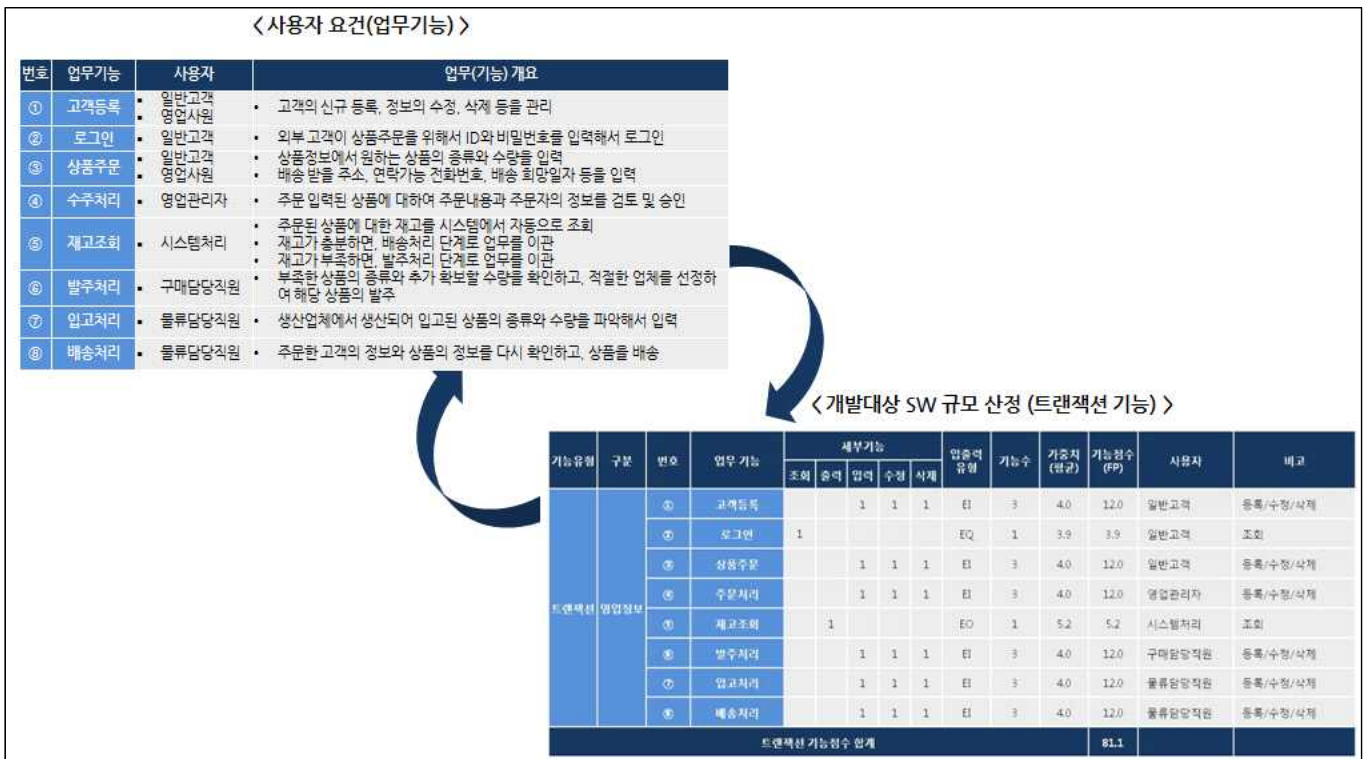 < 사용자 요건(업무기능) >
번호 업무기능 사용자 업무(기능) 개요
① 고객등록 ▪ 일반고객 ▪ 영업사원 • 고객의 신규 등록, 정보의 수정, 삭제 등을 관리
② 로그인 ▪ 일반고객 • 외부 고객이 상품주문을 위해서 ID와 비밀번호를 입력해서 로그인
③ 상품주문 ▪ 일반고객 • 상품정보에서 원하는 상품의 종류와 수량을 입력
▪ 영업사원 • 배송 받을 주소, 연락가능 전화번호, 배송 희망일자 등을 입력
④ 수주처리 ▪ 영업관리자 • 주문 입력된 상품에 대하여 주문내용과 주문자의 정보를 검토 및 승인
• 주문된 상품에 대한 재고를 시스템에서 자동으로 조회
⑤ 재고조회 ▪ 시스템처리 • 재고가 충분하면, 배송처리 단계로 업무를 이관
• 재고가 부족하면, 발주처리 단계로 업무를 이관
⑥ 발주처리 ▪ 구매담당직원 • 부족한 상품의 종류와 추가 확보할 수량을 확인하고, 적절한 업체를 선정하
여 해당 상품의 발주
⑦ 입고처리 ▪ 물류담당직원 • 생산업체에서 생산되어 입고된 상품의 종류와 수량을 파악해서 입력
⑧ 배송처리 ▪ 물류담당직원 • 주문한 고객의 정보와 상품의 정보를 다시 확인하고, 상품을 배송
< 개발대상 SW 규모 산정 (트랜잭션 기능) >
기능유형 구분 번호 업무 기능 세부기능 입출력 유형 기능수 가중치 (평균) 기능점수 (FP) 사용자 비고
조회 출력 입력 수정 삭제
트랜잭션 영업정보
① 고객등록 1 1 1 EI 3 4.0 12.0 일반고객 등록/수정/삭제
② 로그인 1 EQ 1 3.9 3.9 일반고객 조회
③ 상품주문 1 1 1 EI 3 4.0 12.0 일반고객 등록/수정/삭제
④ 주문처리 1 1 1 EI 3 4.0 12.0 영업관리자 등록/수정/삭제
⑤ 재고조회 1 EO 1 5.2 5.2 시스템처리 조회
⑥ 발주처리 1 1 1 EI 3 4.0 12.0 구매담당직원 등록/수정/삭제
⑦ 입고처리 1 1 1 EI 3 4.0 12.0 물류담당직원 등록/수정/삭제
⑧ 배송처리 1 1 1 EI 3 4.0 12.0 물류담당직원 등록/수정/삭제
트랜잭션 기능점수 합계 81.1